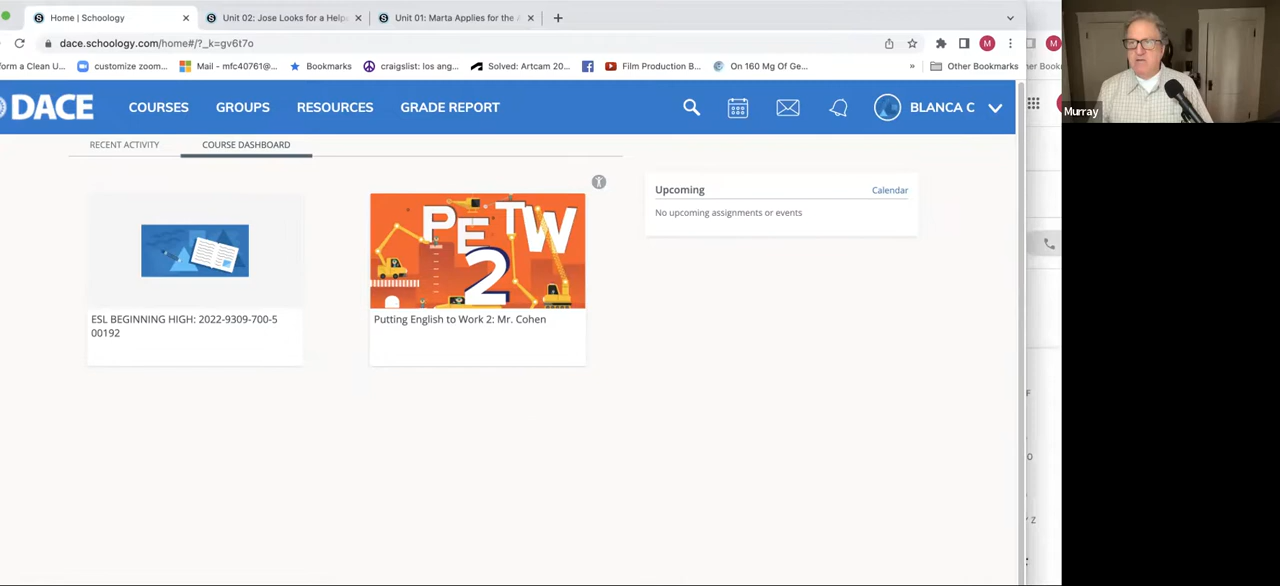 Home | Schoology
Unit 02: Jose Looks for a Help
Unit 01: Marta Applies for the
dace.schoology.com/home#/?_k=gv6t7o
M
M
form a Clean U...
customize zoom...
Mail - mfc40761@...
Bookmarks
craigslist: los ang...
Solved: Artcam 20...
Film Production B...
On 160 Mg Of Ge...
»
Other Bookmarks
her Book
DACE
COURSES
GROUPS
RESOURCES
GRADE REPORT
BLANCA C
Murray
RECENT ACTIVITY
COURSE DASHBOARD
Upcoming
Calendar
No upcoming assignments or events
PETW
2
ESL BEGINNING HIGH: 2022-9309-700-5
00192
Putting English to Work 2: Mr. Cohen
F
O
Y Z